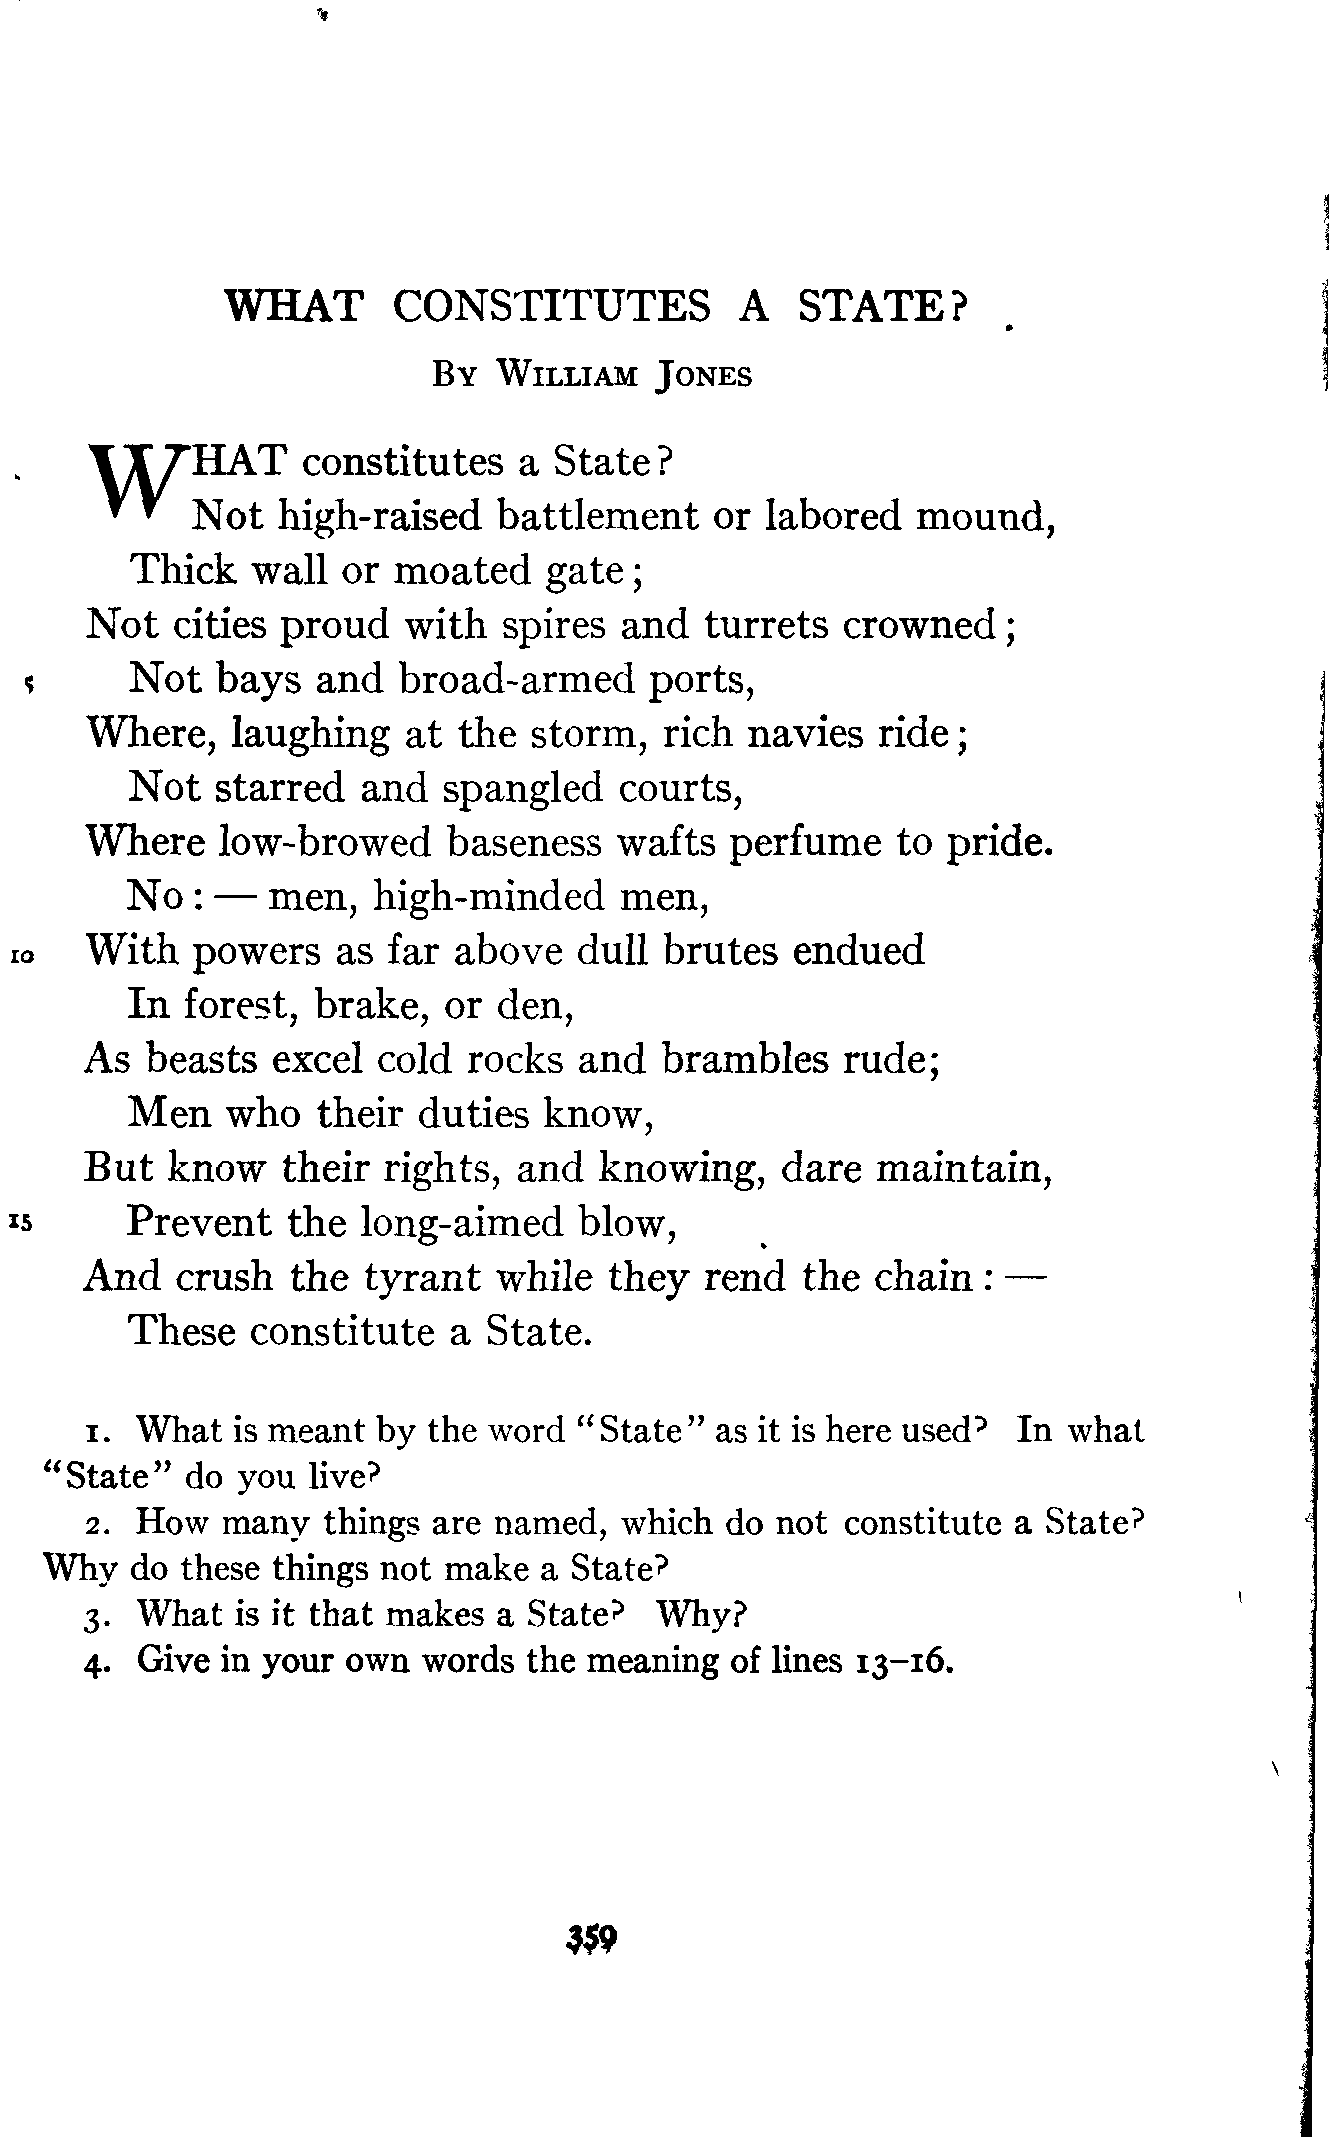 WHAT CONSTITUTES A STATE?
BY WILLIAM JONES
WHAT constitutes a State?
Not high-raised battlement or labored mound,
Thick wall or moated gate;
Not cities proud with spires and turrets crowned;
5 Not bays and broad-armed ports,
Where, laughing at the storm, rich navies ride;
Not starred and spangled courts,
Where low-browed baseness wafts perfume to pride.
No: — men, high-minded men,
10 With powers as far above dull brutes endued
In forest, brake, or den,
As beasts excel cold rocks and brambles rude;
Men who their duties know,
But know their rights, and knowing, dare maintain,
15 Prevent the long-aimed blow,
And crush the tyrant while they rend the chain: —
These constitute a State.
1. What is meant by the word "State" as it is here used? In what
"State" do you live?
2. How many things are named, which do not constitute a State?
Why do these things not make a State?
3. What is it that makes a State? Why?
4. Give in your own words the meaning of lines 13–16.
359